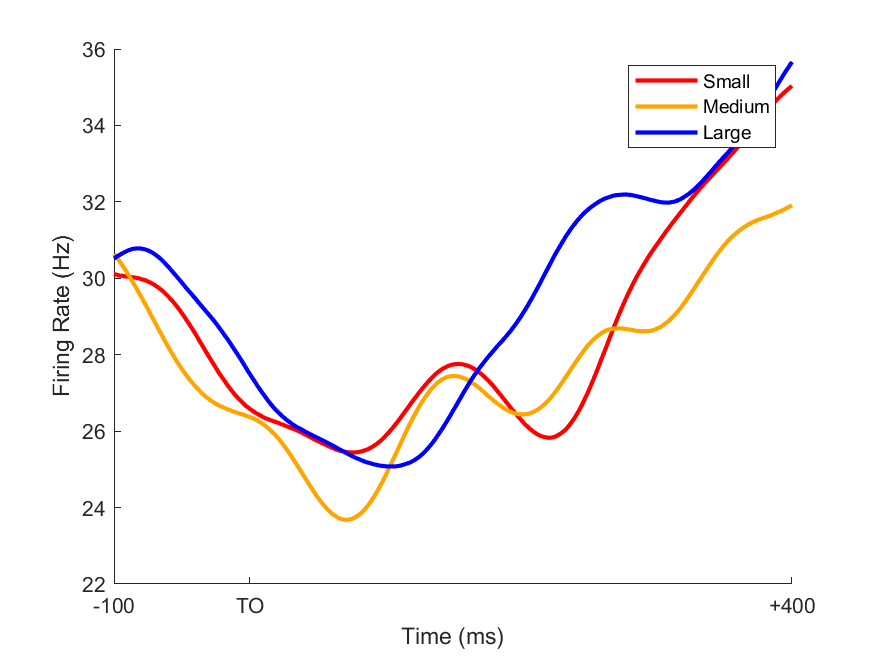 36
34
32
30
28
26
24
22
Firing Rate (Hz)
Small
Medium
Large
-100 TO +400
Time (ms)